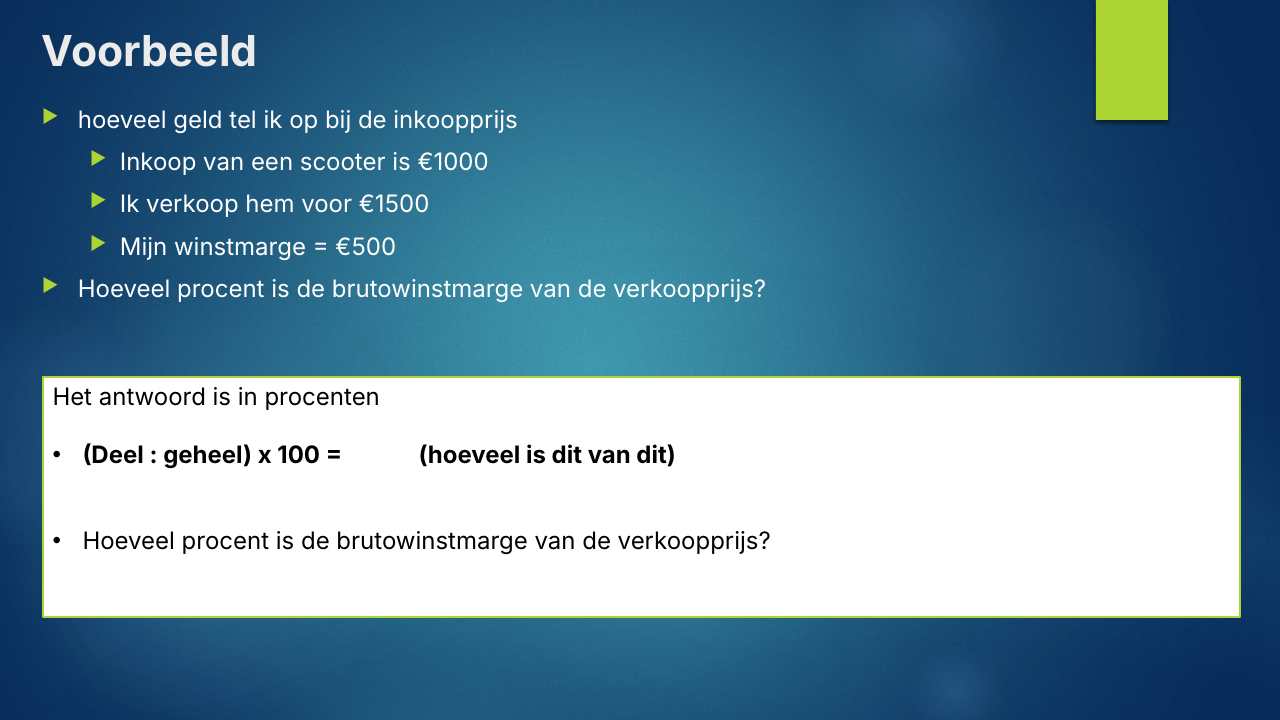 Voorbeeld
hoeveel geld tel ik op bij de inkoopprijs
Inkoop van een scooter is €1000
Ik verkoop hem voor €1500
Mijn winstmarge = €500
Hoeveel procent is de brutowinstmarge van de verkoopprijs?
Het antwoord is in procenten
• (Deel : geheel) x 100 = (hoeveel is dit van dit)
• Hoeveel procent is de brutowinstmarge van de verkoopprijs?